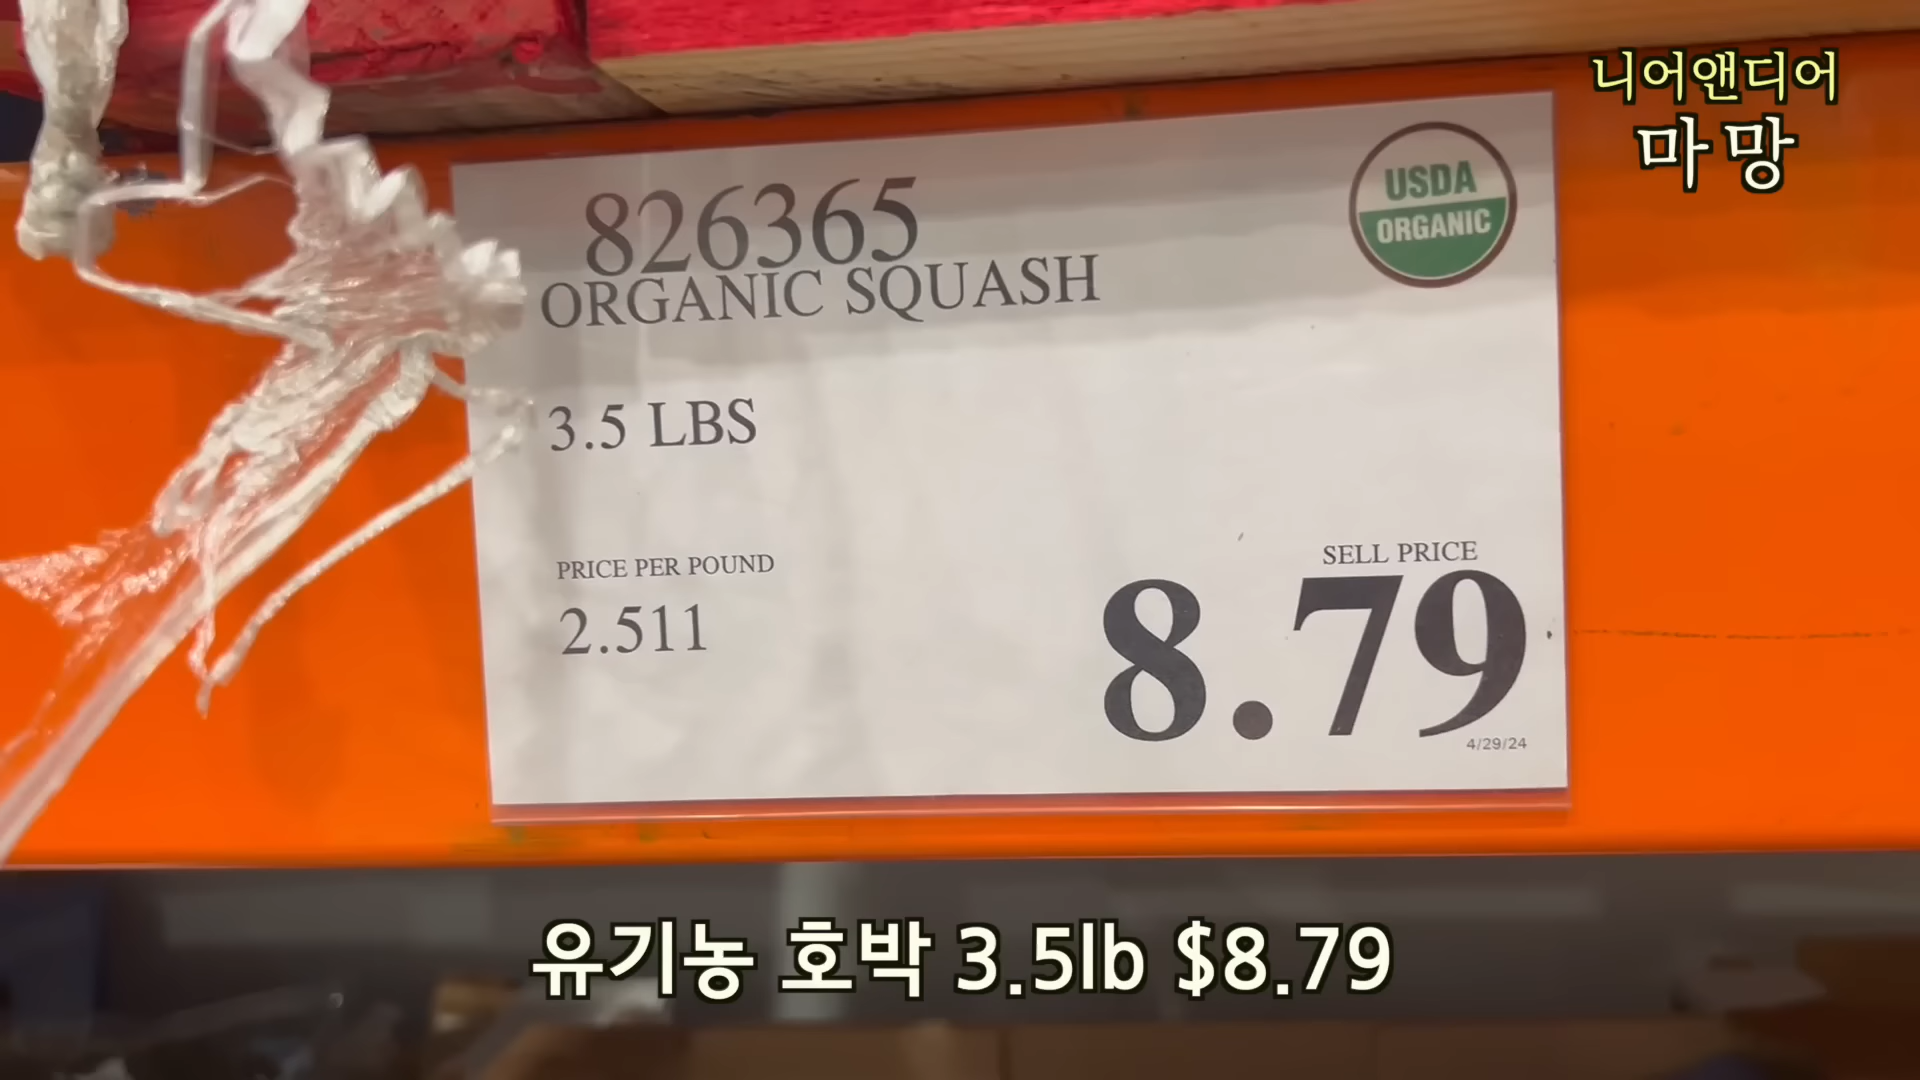 니어앤디어
마망
USDA
ORGANIC
826365
ORGANIC SQUASH
3.5 LBS
PRICE PER POUND
2.511
SELL PRICE
8.79
4/29/24
유기농 호박 3.5lb $8.79